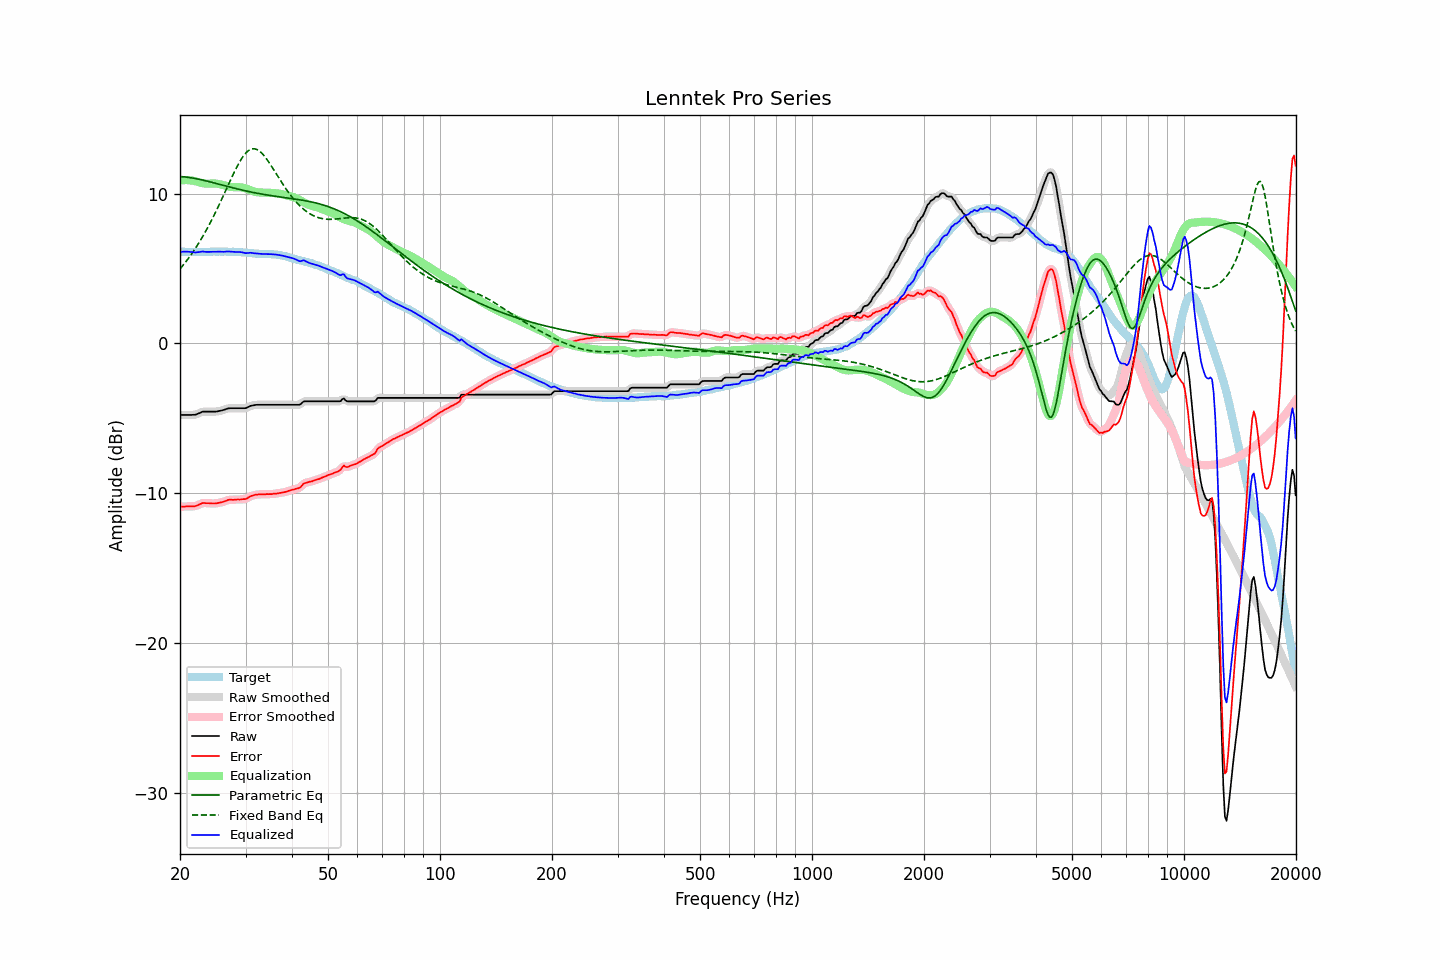 Lenntek Pro Series
Amplitude (dBr)
10
0
−10
−20
−30
Target
Raw Smoothed
Error Smoothed
Raw
Error
Equalization
Parametric Eq
Fixed Band Eq
Equalized
20 50 100 200 500 1000 2000 5000 10000 20000
Frequency (Hz)